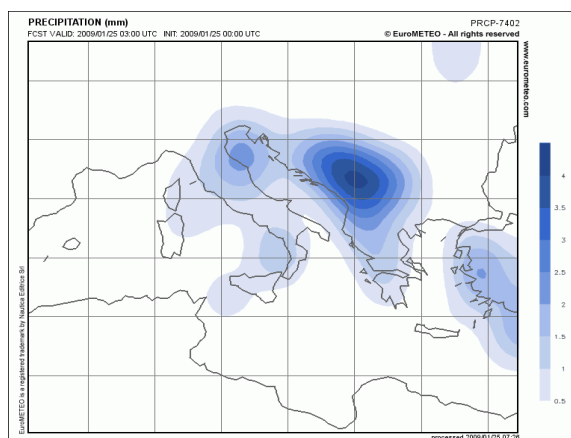 PRECIPITATION (mm)
PRCP-7402
FCST VALID: 2009/01/25 03:00 UTC INIT: 2009/01/25 00:00 UTC
© EuroMETEO - All rights reserved
www.eurometeo.com
EuroMETEO is a registered trademark by Nautica Editrice Srl
4
3.5
3
2.5
2
1.5
1
0.5
processed 2009/01/25 07:26